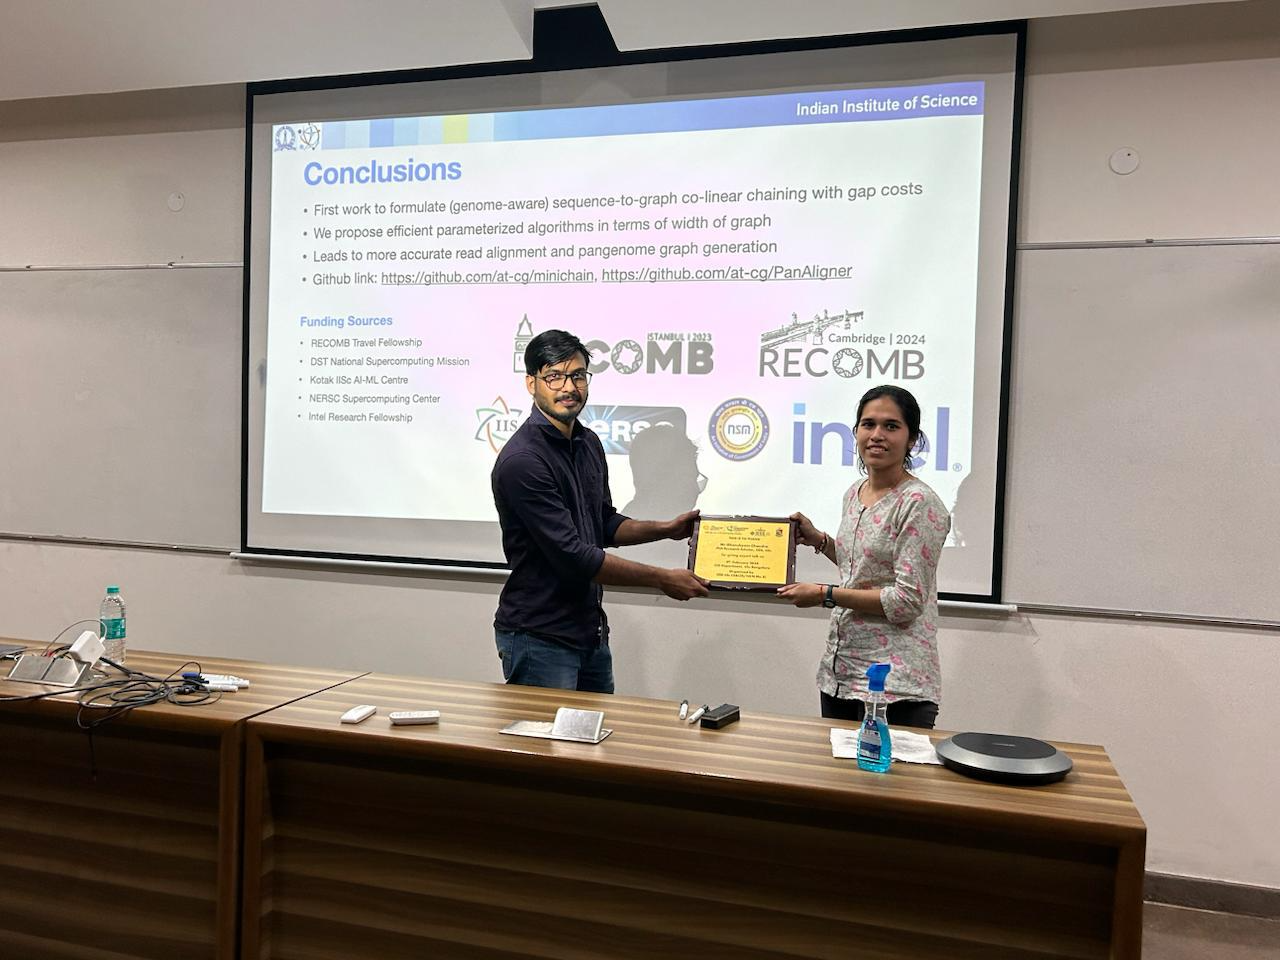 Indian Institute of Science
Conclusions
• First work to formulate (genome-aware) sequence-to-graph co-linear chaining with gap costs
• We propose efficient parameterized algorithms in terms of width of graph
• Leads to more accurate read alignment and pangenome graph generation
• Github link: https://github.com/at-cg/minichain, https://github.com/at-cg/PanAligner
Funding Sources
• RECOMB Travel Fellowship
• DST National Supercomputing Mission
• Kotak IISc AI-ML Centre
• NERSC Supercomputing Center
• Intel Research Fellowship
ISTANBUL | 2023
COMB
Cambridge | 2024
RECOMB
IIS
nsm
intel